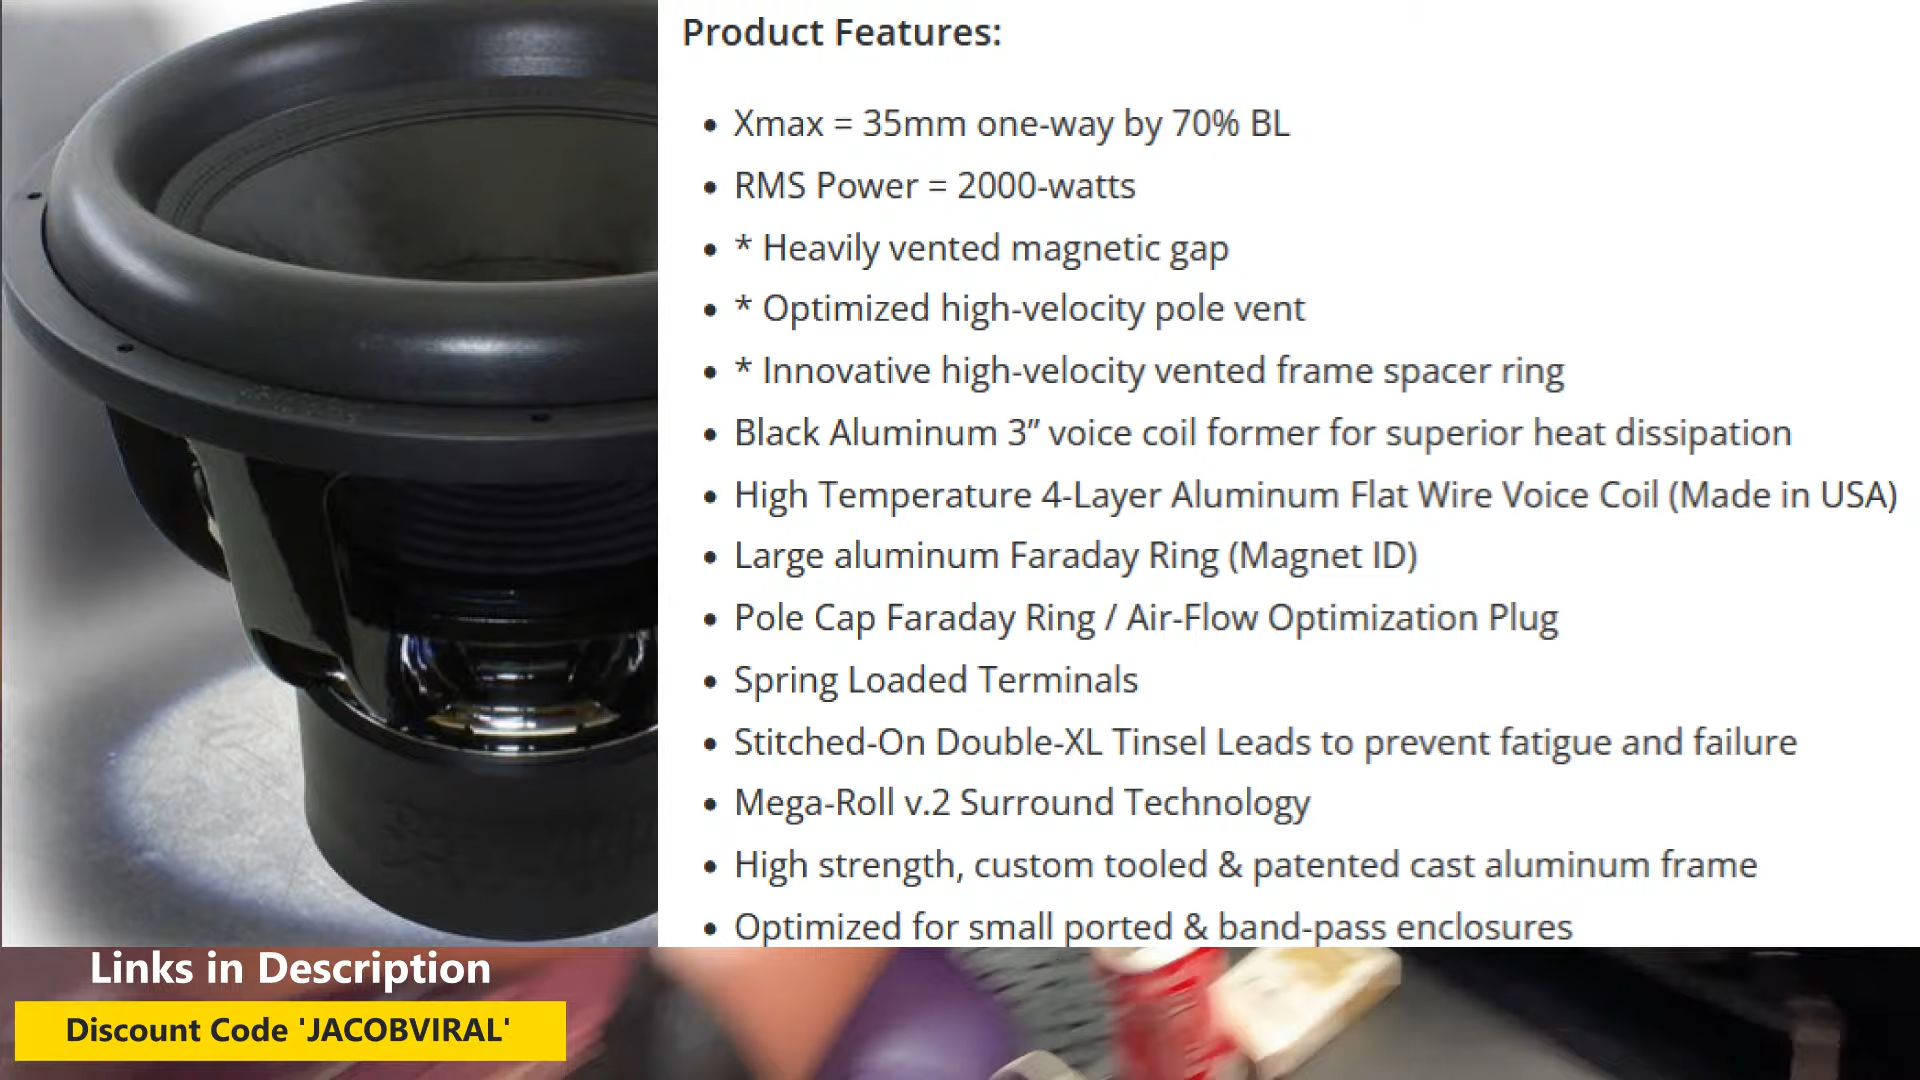 Product Features:
Xmax = 35mm one-way by 70% BL
RMS Power = 2000-watts
* Heavily vented magnetic gap
* Optimized high-velocity pole vent
* Innovative high-velocity vented frame spacer ring
Black Aluminum 3” voice coil former for superior heat dissipation
High Temperature 4-Layer Aluminum Flat Wire Voice Coil (Made in USA)
Large aluminum Faraday Ring (Magnet ID)
Pole Cap Faraday Ring / Air-Flow Optimization Plug
Spring Loaded Terminals
Stitched-On Double-XL Tinsel Leads to prevent fatigue and failure
Mega-Roll v.2 Surround Technology
High strength, custom tooled & patented cast aluminum frame
Optimized for small ported & band-pass enclosures
Links in Description
Discount Code 'JACOBVIRAL'